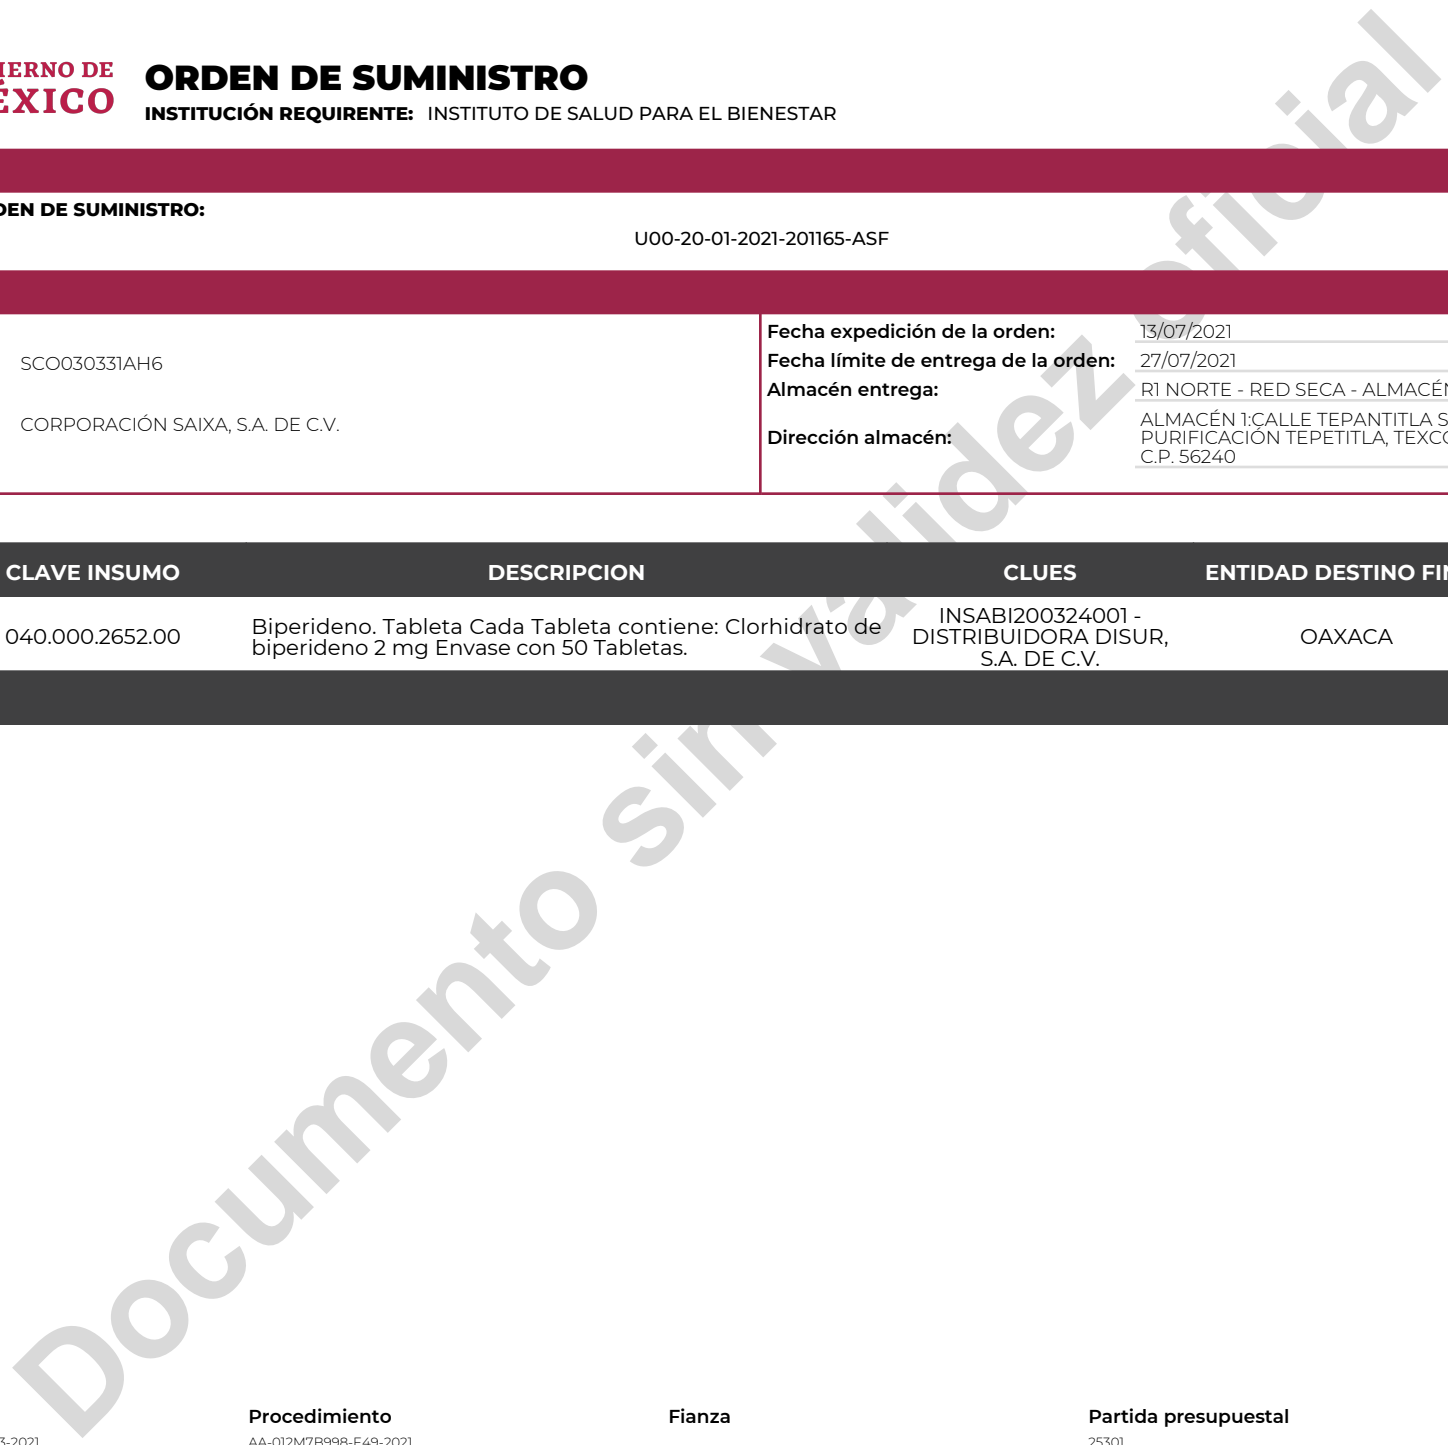 IERNO DE
ÉXICO
ORDEN DE SUMINISTRO
INSTITUCIÓN REQUIRENTE: INSTITUTO DE SALUD PARA EL BIENESTAR
DEN DE SUMINISTRO:
U00-20-01-2021-201165-ASF
SCO030331AH6
CORPORACIÓN SAIXA, S.A. DE C.V.
Fecha expedición de la orden: 13/07/2021
Fecha límite de entrega de la orden: 27/07/2021
Almacén entrega: R1 NORTE - RED SECA - ALMACÉN
Dirección almacén: ALMACÉN 1:CALLE TEPANTITLA S
PURIFICACIÓN TEPETITLA, TEXCO
C.P. 56240
CLAVE INSUMO DESCRIPCION CLUES ENTIDAD DESTINO FIN
040.000.2652.00
Biperideno. Tableta Cada Tableta contiene: Clorhidrato de
biperideno 2 mg Envase con 50 Tabletas.
INSABI200324001 -
DISTRIBUIDORA DISUR,
S.A. DE C.V.
OAXACA
Documento sin validez oficial
Procedimiento Fianza Partida presupuestal
3-2021 AA-012M7B998-E49-2021 25301